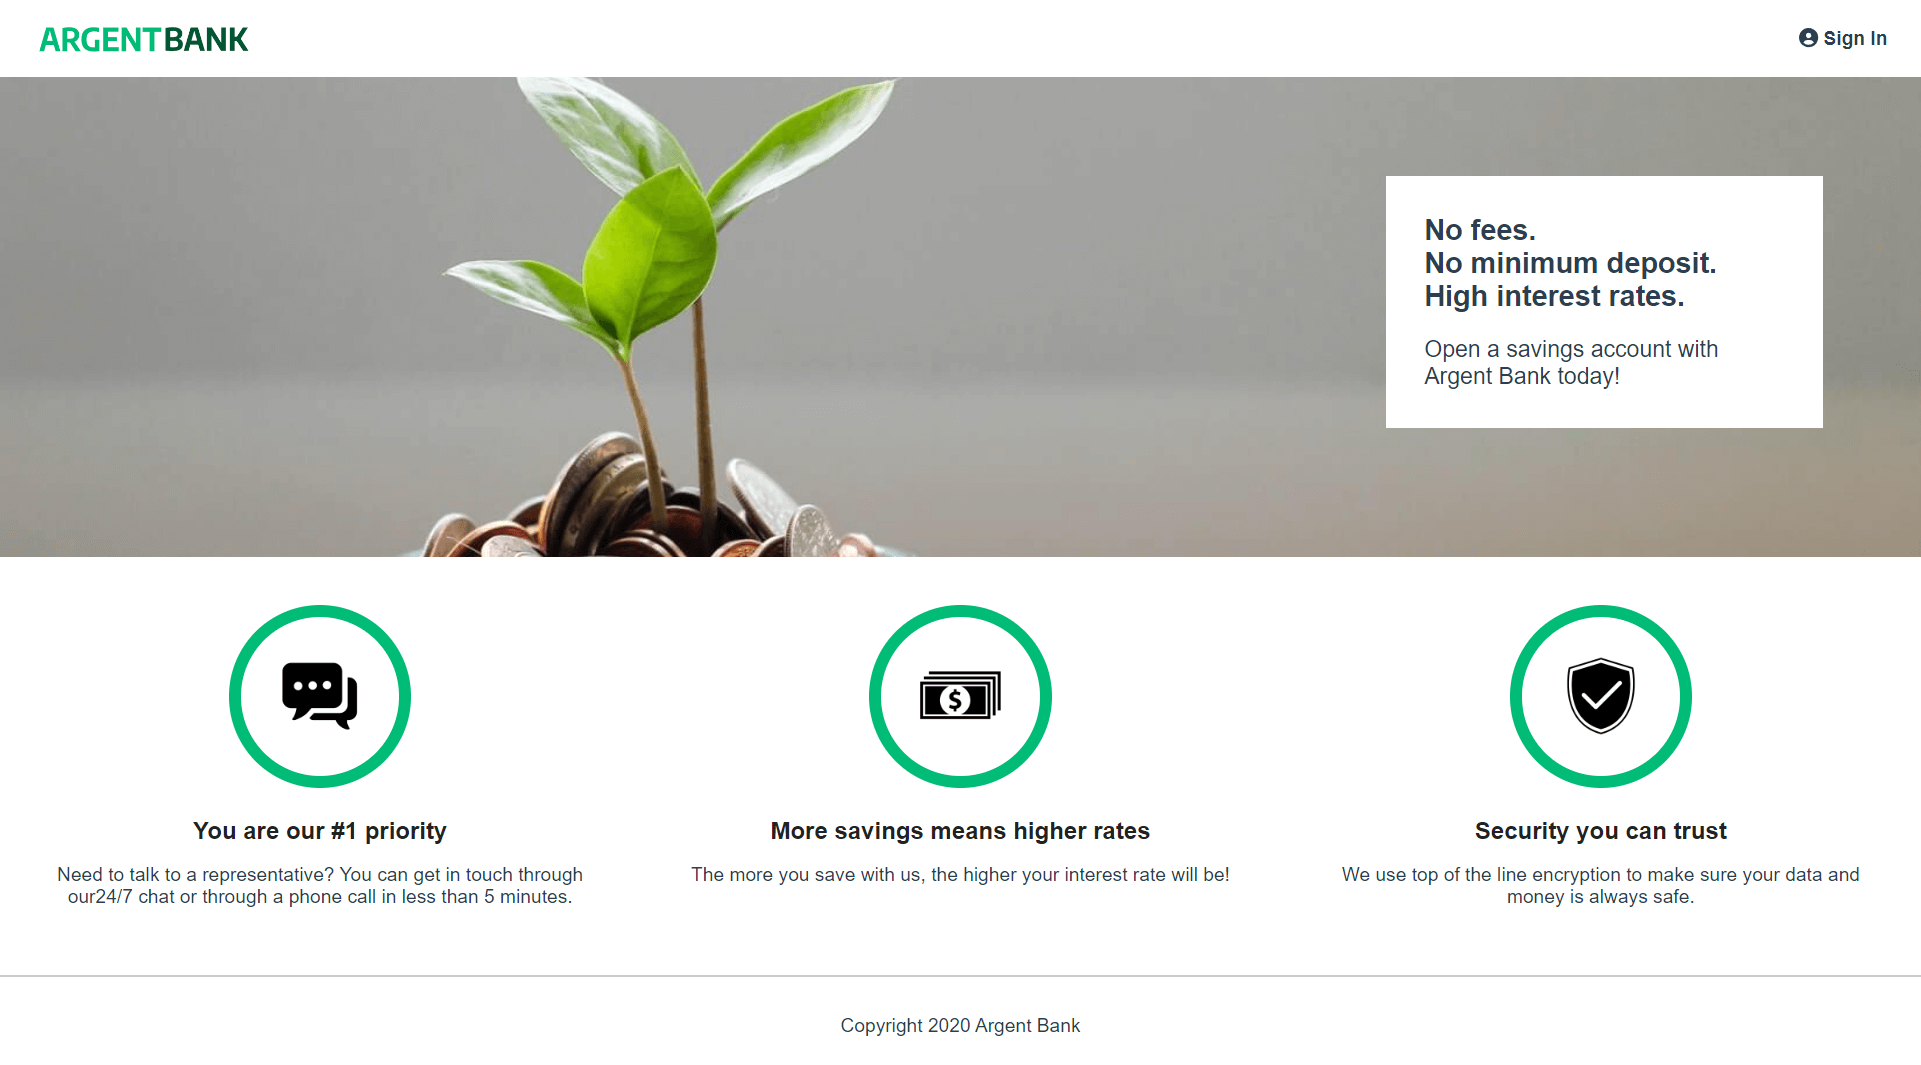 ARGENTBANK
Sign In
No fees.
No minimum deposit.
High interest rates.
Open a savings account with
Argent Bank today!
$
You are our #1 priority
Need to talk to a representative? You can get in touch through
our24/7 chat or through a phone call in less than 5 minutes.
More savings means higher rates
The more you save with us, the higher your interest rate will be!
Security you can trust
We use top of the line encryption to make sure your data and
money is always safe.
Copyright 2020 Argent Bank